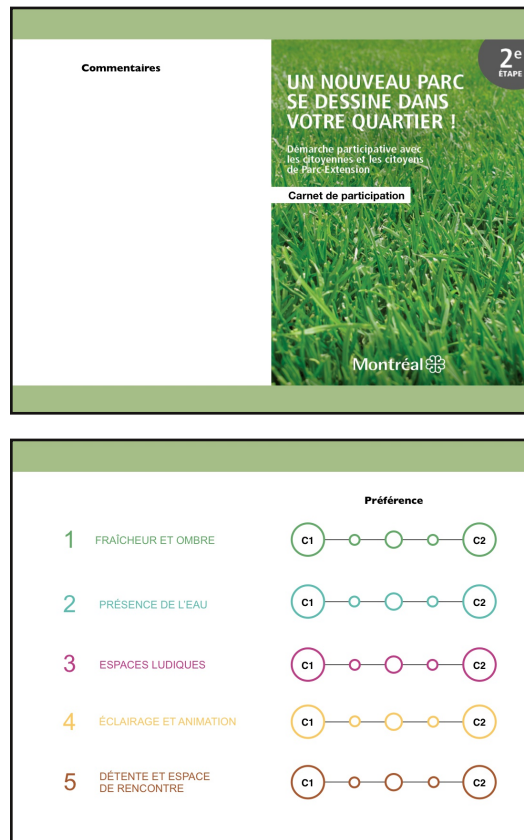 Commentaires
2e
ÉTAPE
UN NOUVEAU PARC
SE DESSINE DANS
VOTRE QUARTIER !
Démarche participative avec
les citoyennes et les citoyens
de Parc-Extension
Carnet de participation
Montréal
Préférence
1 FRAÎCHEUR ET OMBRE C1 C2
2 PRÉSENCE DE L'EAU C1 C2
3 ESPACES LUDIQUES C1 C2
4 ÉCLAIRAGE ET ANIMATION C1 C2
5 DÉTENTE ET ESPACE
DE RENCONTRE C1 C2